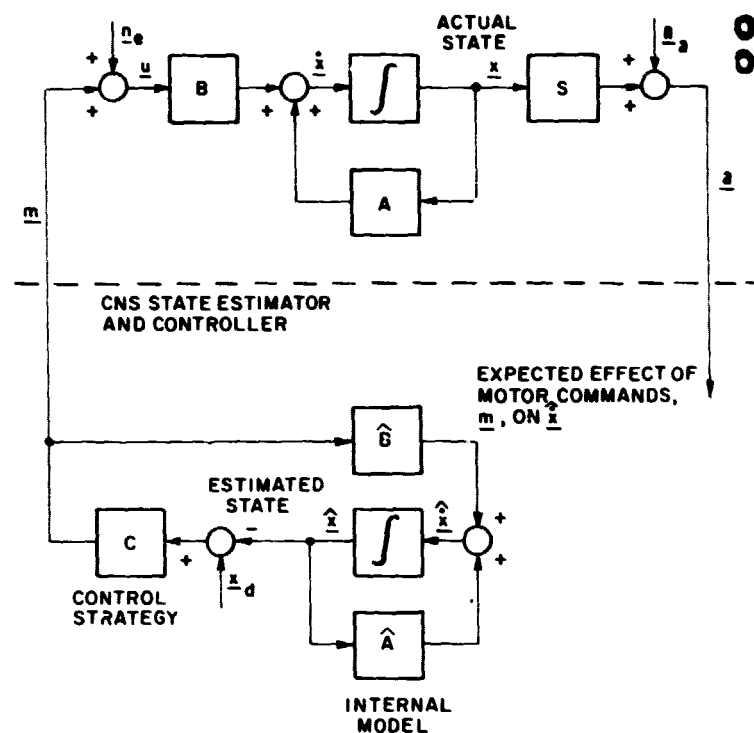 ACTUAL
STATE
n_e
n_a
+
+
u
B
+
+
ẋ
∫
x
S
+
+
A
m
a
CNS STATE ESTIMATOR
AND CONTROLLER
EXPECTED EFFECT OF
MOTOR COMMANDS,
m, ON x̂̇
B̂
ESTIMATED
STATE
C
+
-
x̂
∫
x̂̇
+
+
x_d
CONTROL
STRATEGY
Â
INTERNAL
MODEL